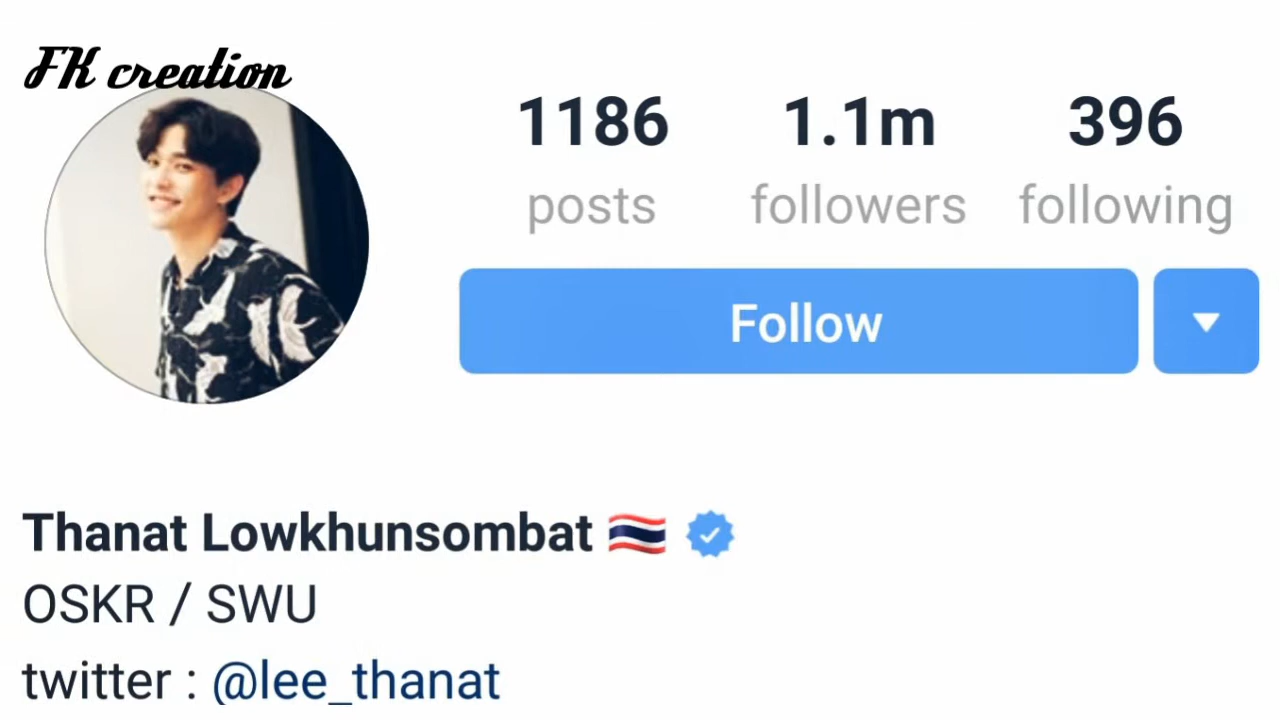 FK creation
1186 1.1m 396
posts followers following
Follow
Thanat Lowkhunsombat 🇹🇭
OSKR / SWU
twitter : @lee_thanat